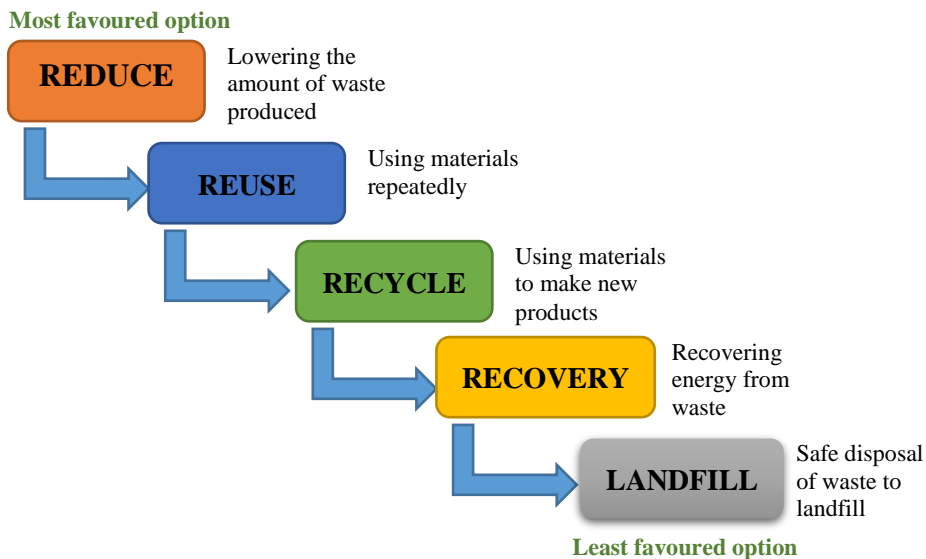 Most favoured option
REDUCE
Lowering the
amount of waste
produced
REUSE
Using materials
repeatedly
RECYCLE
Using materials
to make new
products
RECOVERY
Recovering
energy from
waste
LANDFILL
Safe disposal
of waste to
landfill
Least favoured option